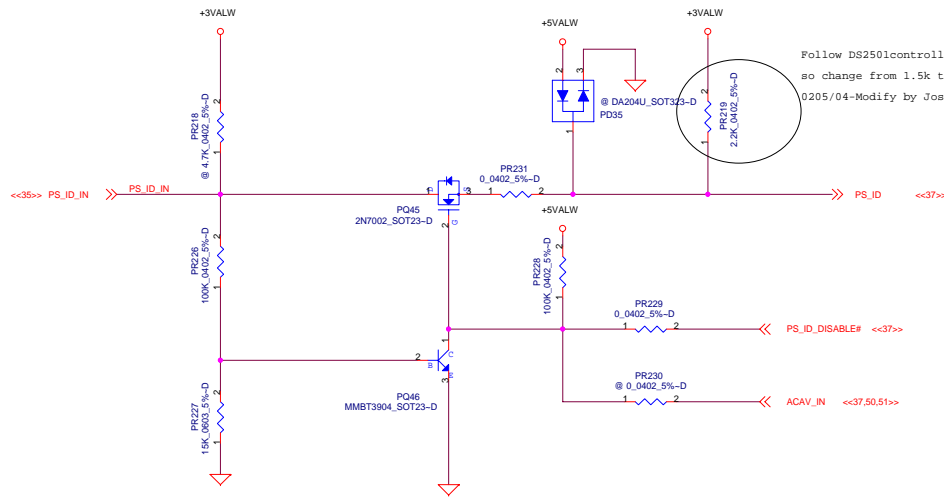 +3VALW
+5VALW
+3VALW
Follow DS250lcontroll
so change from 1.5k t
0205/04-Modify by Jos
2
3
@ DA204U_SOT323~D
PD35
1
2
PR219
2.2K_0402_5%~D
1
2
PR218
@ 4.7K_0402_5%~D
1
<<35>> PS_ID_IN
PS_ID_IN
1
D
S
3
PR231
0_0402_5%~D
1
2
PS_ID
<<37>>
PQ45
2N7002_SOT23~D
2
G
+5VALW
2
PR226
100K_0402_5%~D
1
2
PR228
100K_0402_5%~D
1
PR229
0_0402_5%~D
1
2
PS_ID_DISABLE# <<37>>
1
C
2
B
E
3
PQ46
MMBT3904_SOT23~D
PR230
@ 0_0402_5%~D
1
2
ACAV_IN <<37,50,51>>
2
PR227
15K_0603_5%~D
1